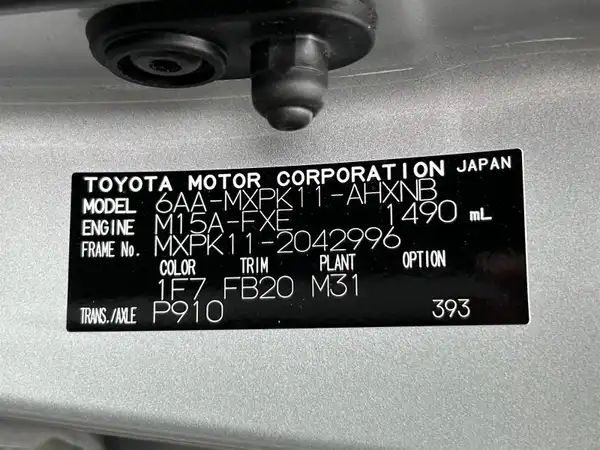 TOYOTA MOTOR CORPORATION JAPAN
MODEL 6AA-MXPK11-AHXNB
ENGINE M15A-FXE 1490 mL
FRAME No. MXPK11-2042996
COLOR TRIM PLANT OPTION
1F7 FB20 M31
TRANS./AXLE P910 393